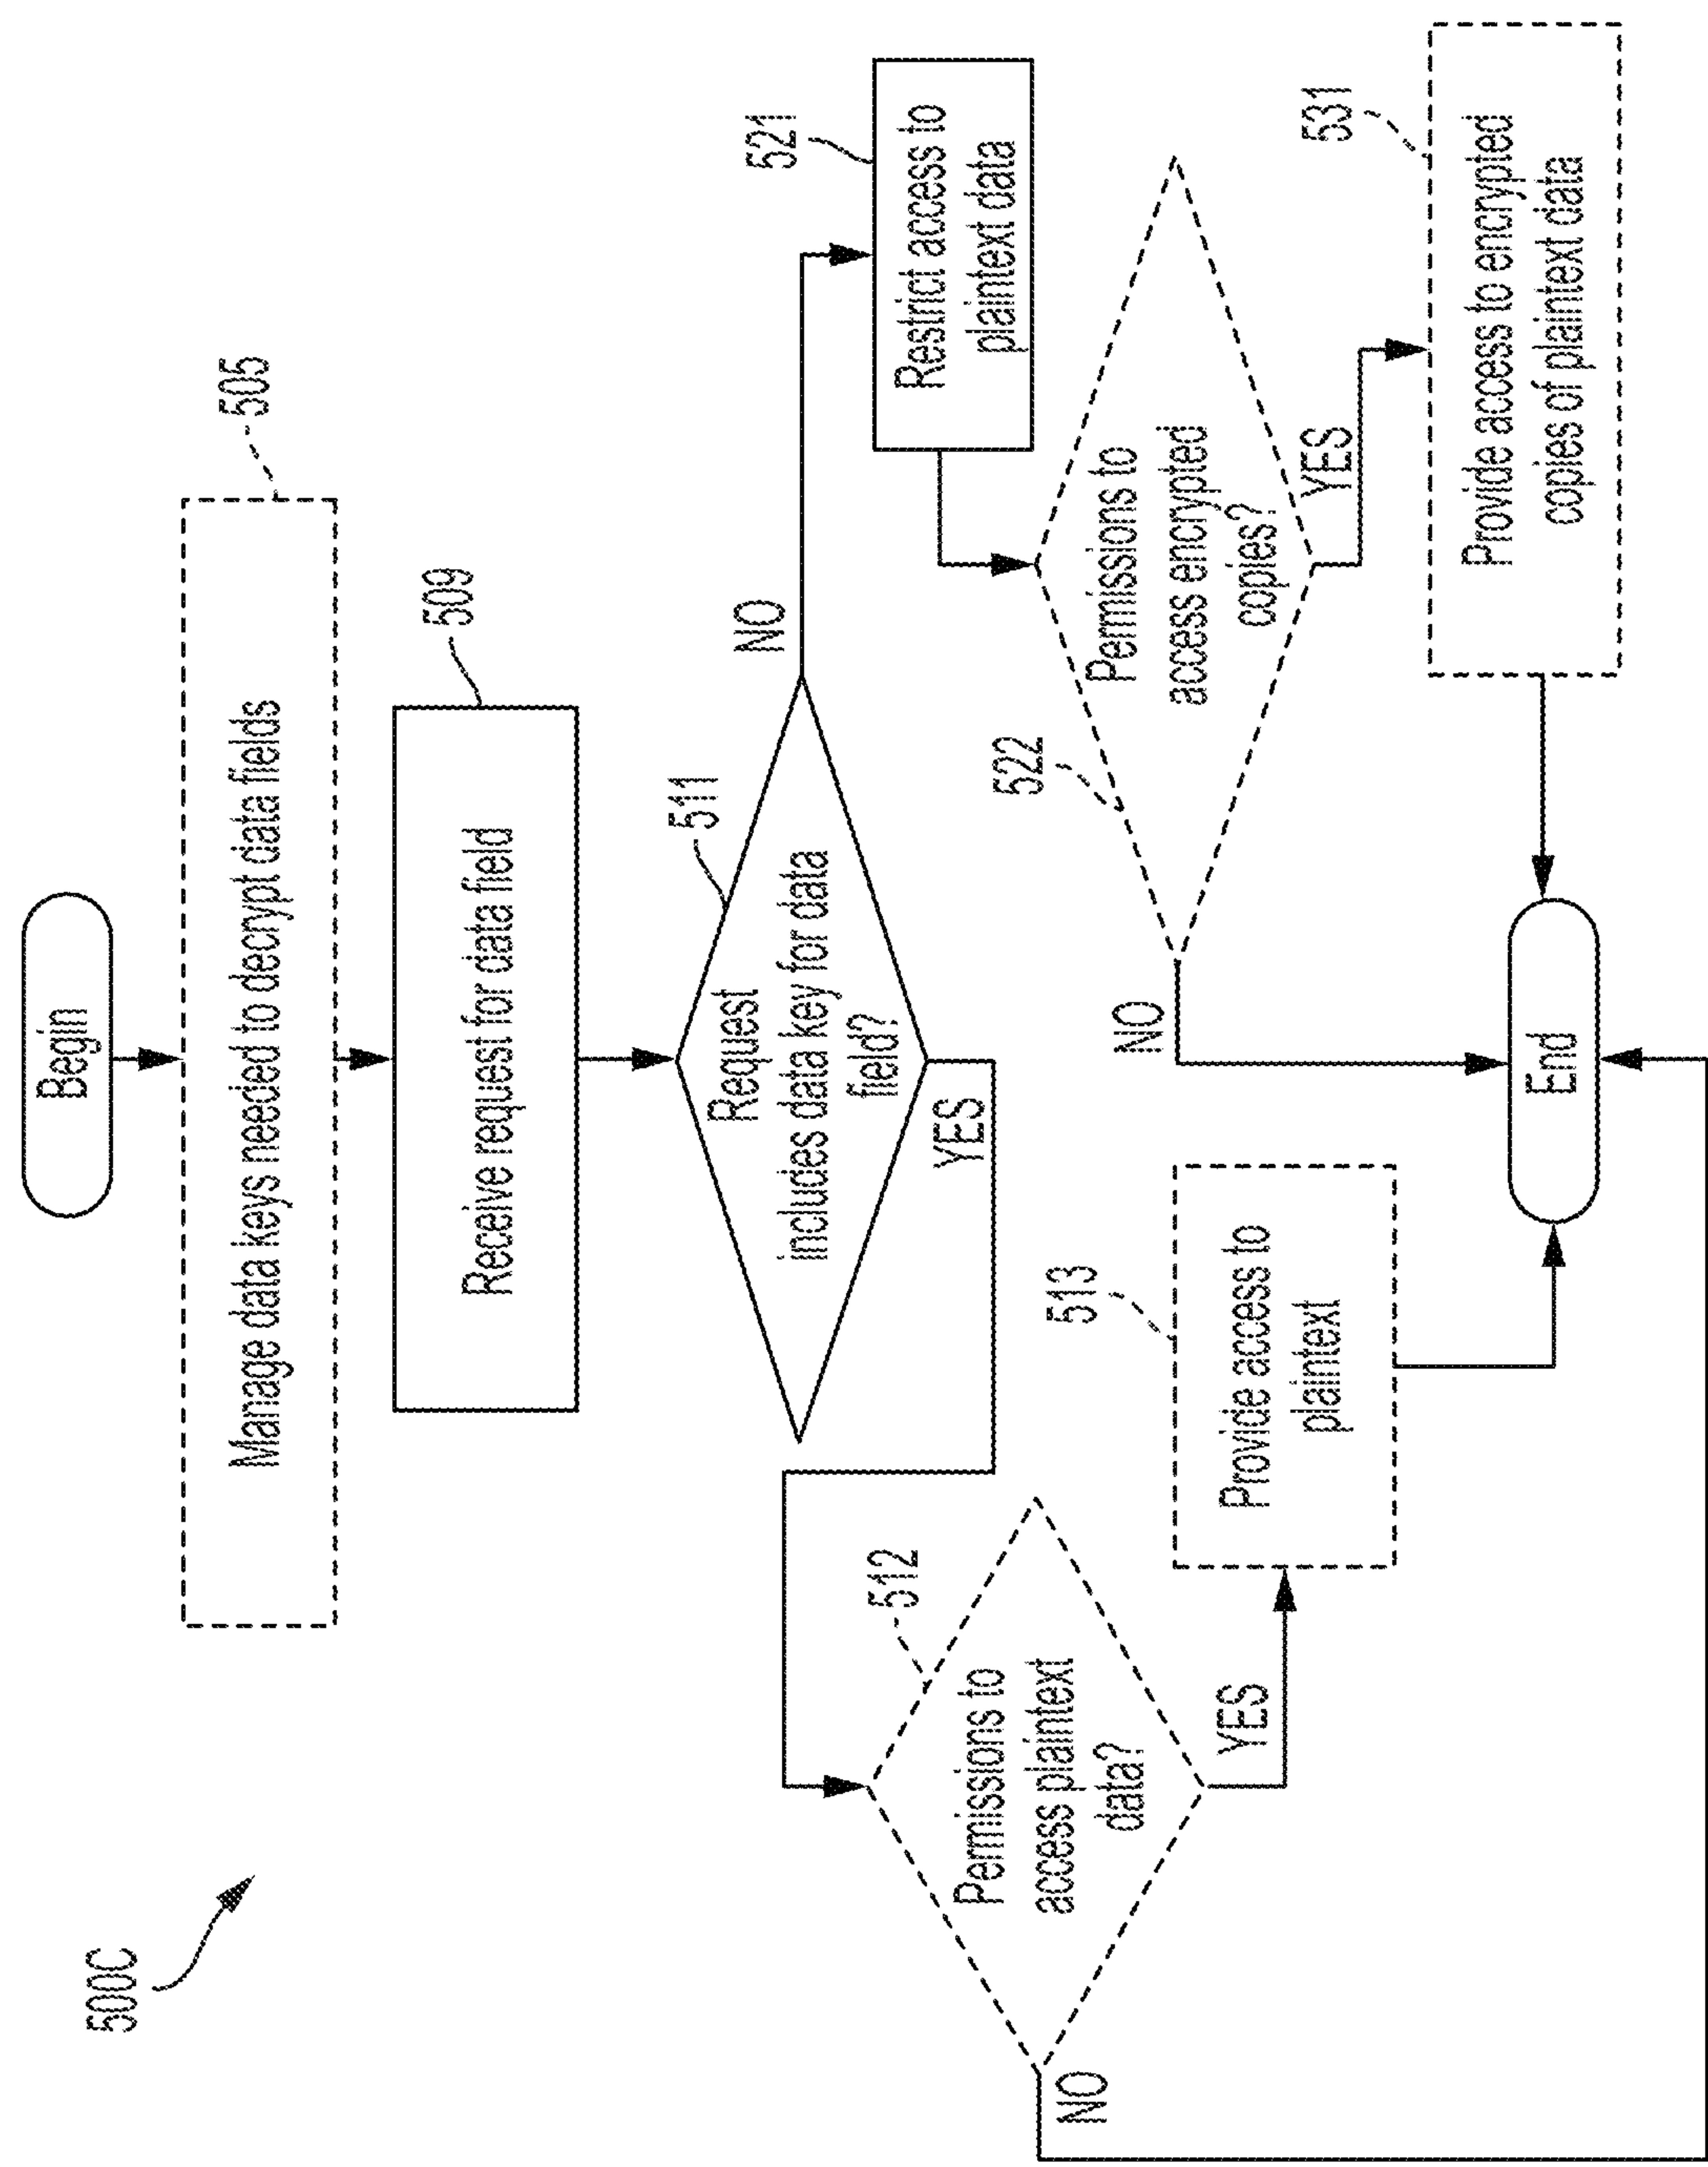 500C
Begin
505
Manage data keys needed to decrypt data fields
509
Receive request for data field
511
Request
includes data key for data
field?
YES
NO
512
Permissions to
access plaintext
data?
NO
YES
513
Provide access to
plaintext
521
Restrict access to
plaintext data
522
Permissions to
access encrypted
copies?
NO
YES
531
Provide access to encrypted
copies of plaintext data
End